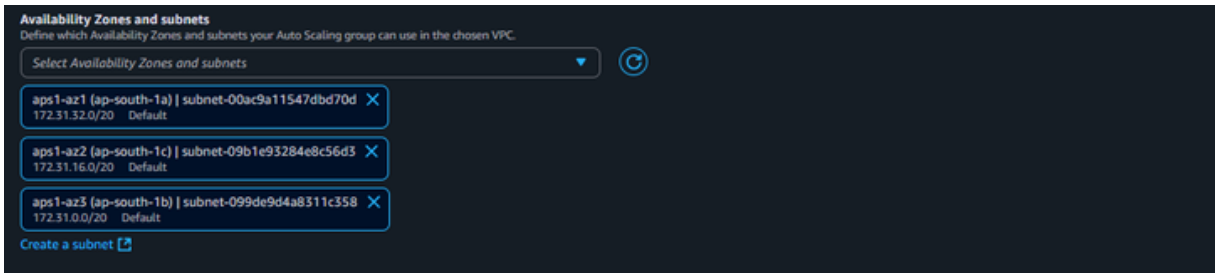 Availability Zones and subnets
Define which Availability Zones and subnets your Auto Scaling group can use in the chosen VPC.
Select Availability Zones and subnets
aps1-az1 (ap-south-1a) | subnet-00ac9a11547dbd70d
172.31.32.0/20 Default
aps1-az2 (ap-south-1c) | subnet-09b1e93284e8c56d3
172.31.16.0/20 Default
aps1-az3 (ap-south-1b) | subnet-099de9d4a8311c358
172.31.0.0/20 Default
Create a subnet